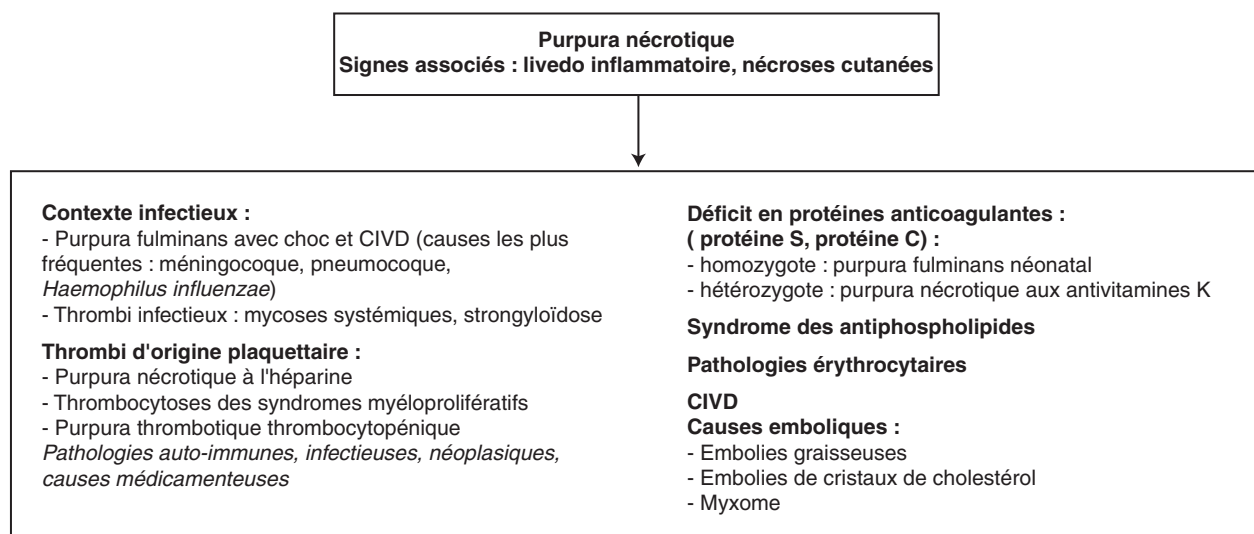 Purpura nécrotique
Signes associés : livedo inflammatoire, nécroses cutanées
Contexte infectieux :
- Purpura fulminans avec choc et CIVD (causes les plus
fréquentes : méningocoque, pneumocoque,
Haemophilus influenzae)
- Thrombi infectieux : mycoses systémiques, strongyloïdose
Thrombi d'origine plaquettaire :
- Purpura nécrotique à l'héparine
- Thrombocytoses des syndromes myéloprolifératifs
- Purpura thrombotique thrombocytopénique
Pathologies auto-immunes, infectieuses, néoplasiques,
causes médicamenteuses
Déficit en protéines anticoagulantes :
( protéine S, protéine C) :
- homozygote : purpura fulminans néonatal
- hétérozygote : purpura nécrotique aux antivitamines K
Syndrome des antiphospholipides
Pathologies érythrocytaires
CIVD
Causes emboliques :
- Embolies graisseuses
- Embolies de cristaux de cholestérol
- Myxome